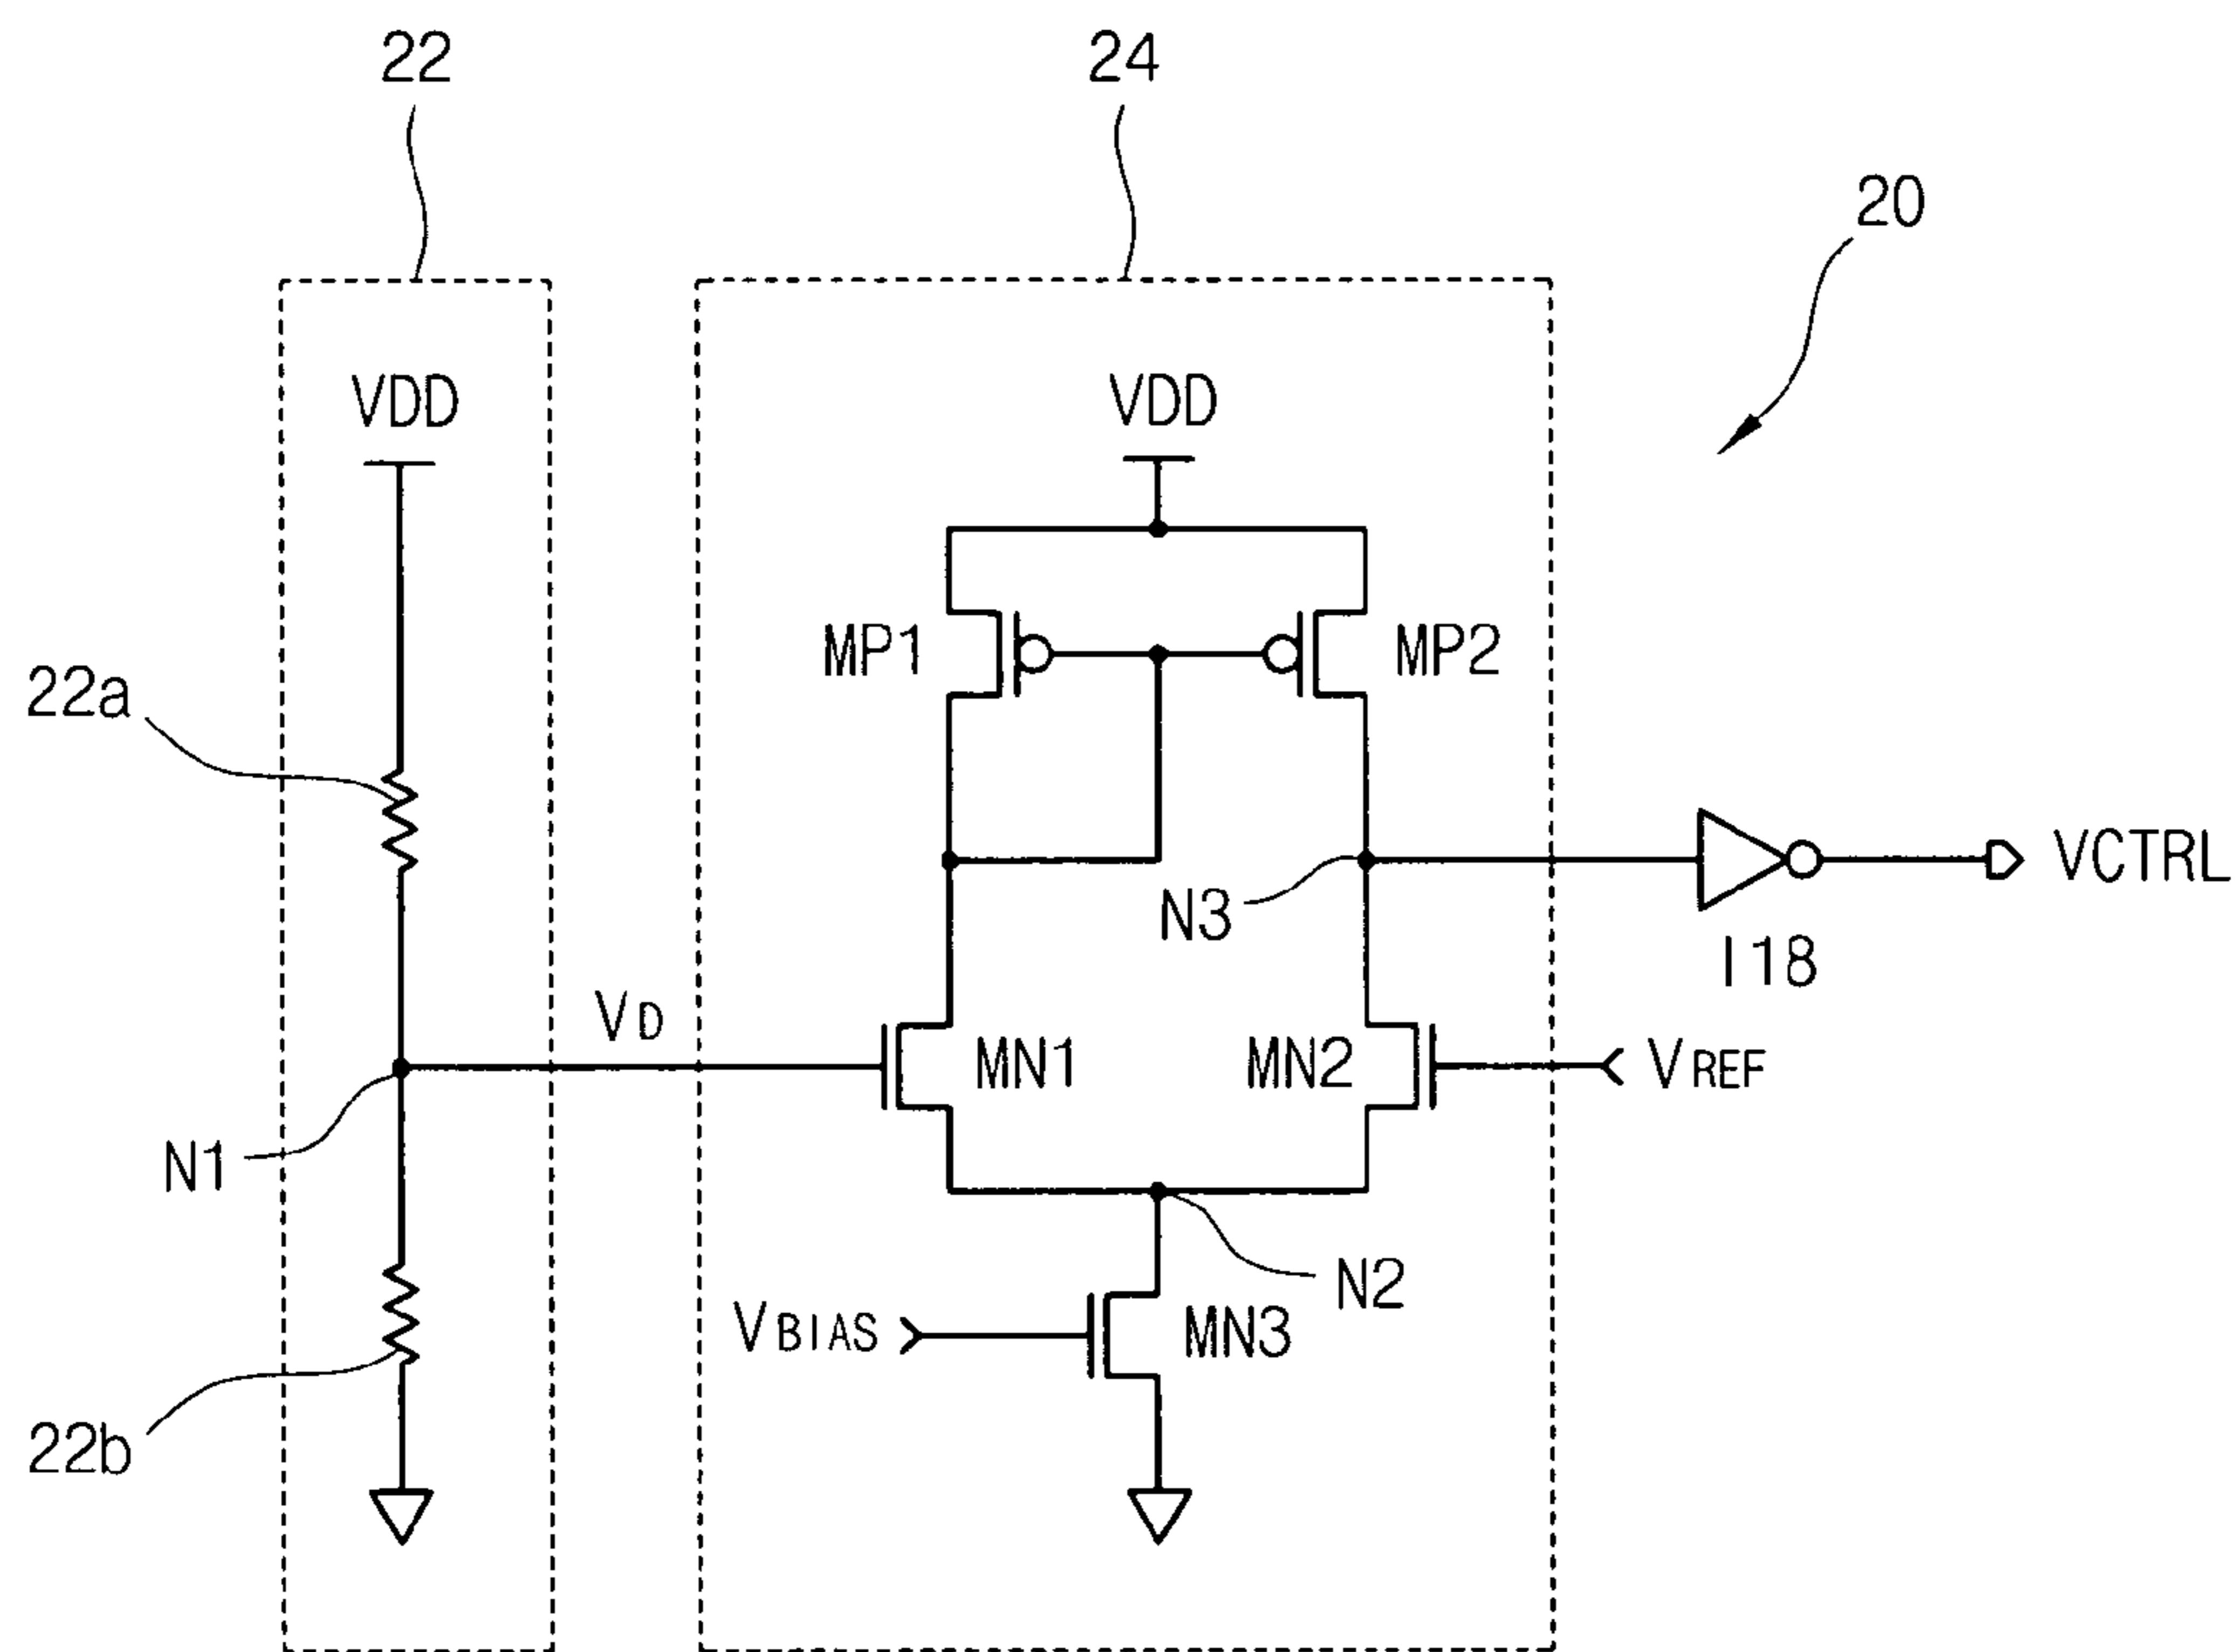 22
24
20
VDD
VDD
MP1
MP2
22a
VCTRL
N3
I18
VD
MN1
MN2
VREF
N1
N2
VBIAS
MN3
22b